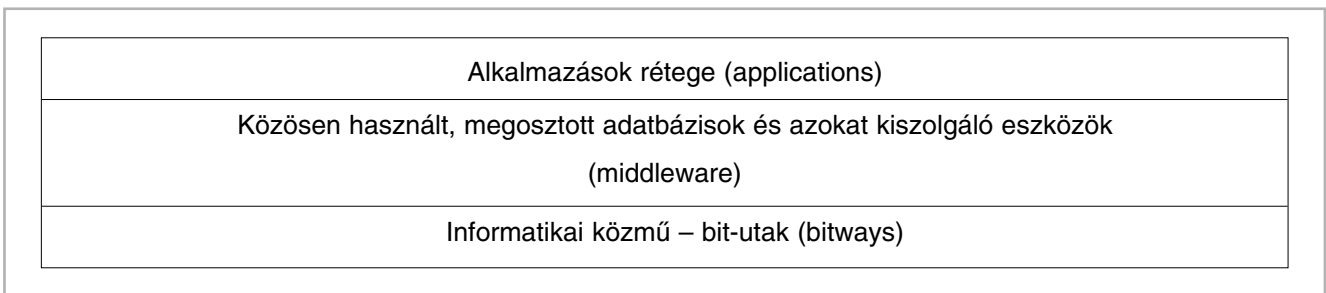 Alkalmazások rétege (applications)
Közösen használt, megosztott adatbázisok és azokat kiszolgáló eszközök
(middleware)
Informatikai közmű – bit-utak (bitways)